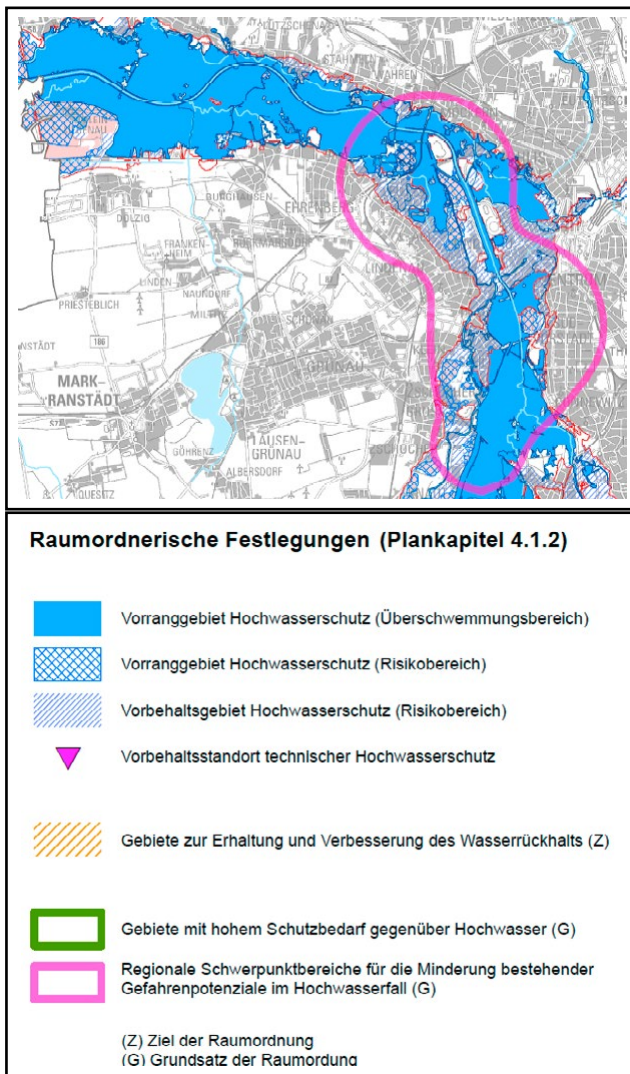 STAHMELN
WAHREN
DÖLZIG
BURGHAUSEN
EHRENBERG
RÜCKMARSDORF
FRANKEN
HEIM
LINDEN
NAUNDORF
PRIESTEBLICH
MILTITZ
SCHÖNAU
186
GRÜNAU
MARK-
RANSTÄDT
GÖHRENZ
LAUSEN-
GRÜNAU
ALBERSDORF
QUESITZ
Raumordnerische Festlegungen (Plankapitel 4.1.2)
Vorranggebiet Hochwasserschutz (Überschwemmungsbereich)
Vorranggebiet Hochwasserschutz (Risikobereich)
Vorbehaltsgebiet Hochwasserschutz (Risikobereich)
Vorbehaltsstandort technischer Hochwasserschutz
Gebiete zur Erhaltung und Verbesserung des Wasserrückhalts (Z)
Gebiete mit hohem Schutzbedarf gegenüber Hochwasser (G)
Regionale Schwerpunktbereiche für die Minderung bestehender
Gefahrenpotenziale im Hochwasserfall (G)
(Z) Ziel der Raumordnung
(G) Grundsatz der Raumordung